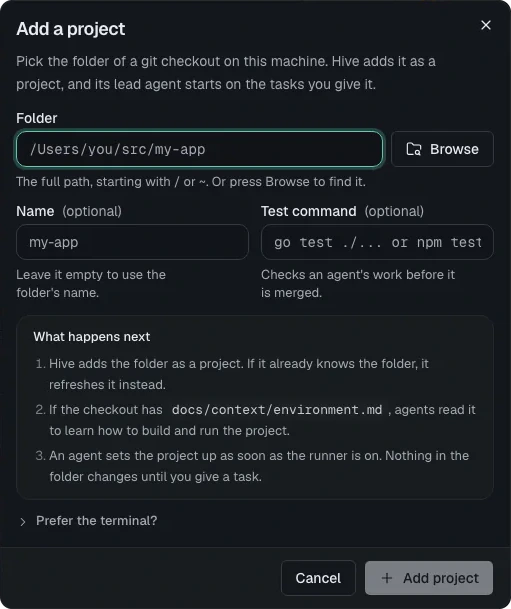 Add a project
Pick the folder of a git checkout on this machine. Hive adds it as a
project, and its lead agent starts on the tasks you give it.
Folder
/Users/you/src/my-app
Browse
The full path, starting with / or ~. Or press Browse to find it.
Name (optional)
Test command (optional)
my-app
go test ./... or npm test
Leave it empty to use the
folder's name.
Checks an agent's work before it
is merged.
What happens next
1. Hive adds the folder as a project. If it already knows the folder, it
refreshes it instead.
2. If the checkout has docs/context/environment.md , agents read it
to learn how to build and run the project.
3. An agent sets the project up as soon as the runner is on. Nothing in the
folder changes until you give a task.
Prefer the terminal?
Cancel
+ Add project